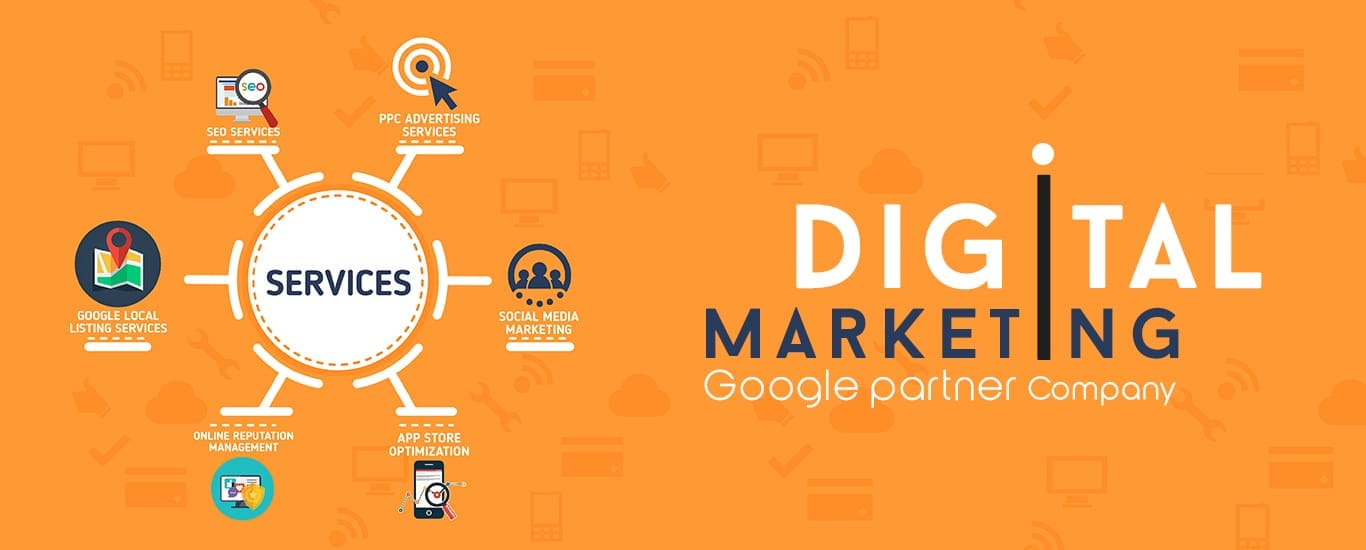 seo
SEO SERVICES
PPC ADVERTISING
SERVICES
GOOGLE LOCAL
LISTING SERVICES
SERVICES
SOCIAL MEDIA
MARKETING
ONLINE REPUTATION
MANAGEMENT
APP STORE
OPTIMIZATION
DIGITAL
MARKETING
Google partner Company